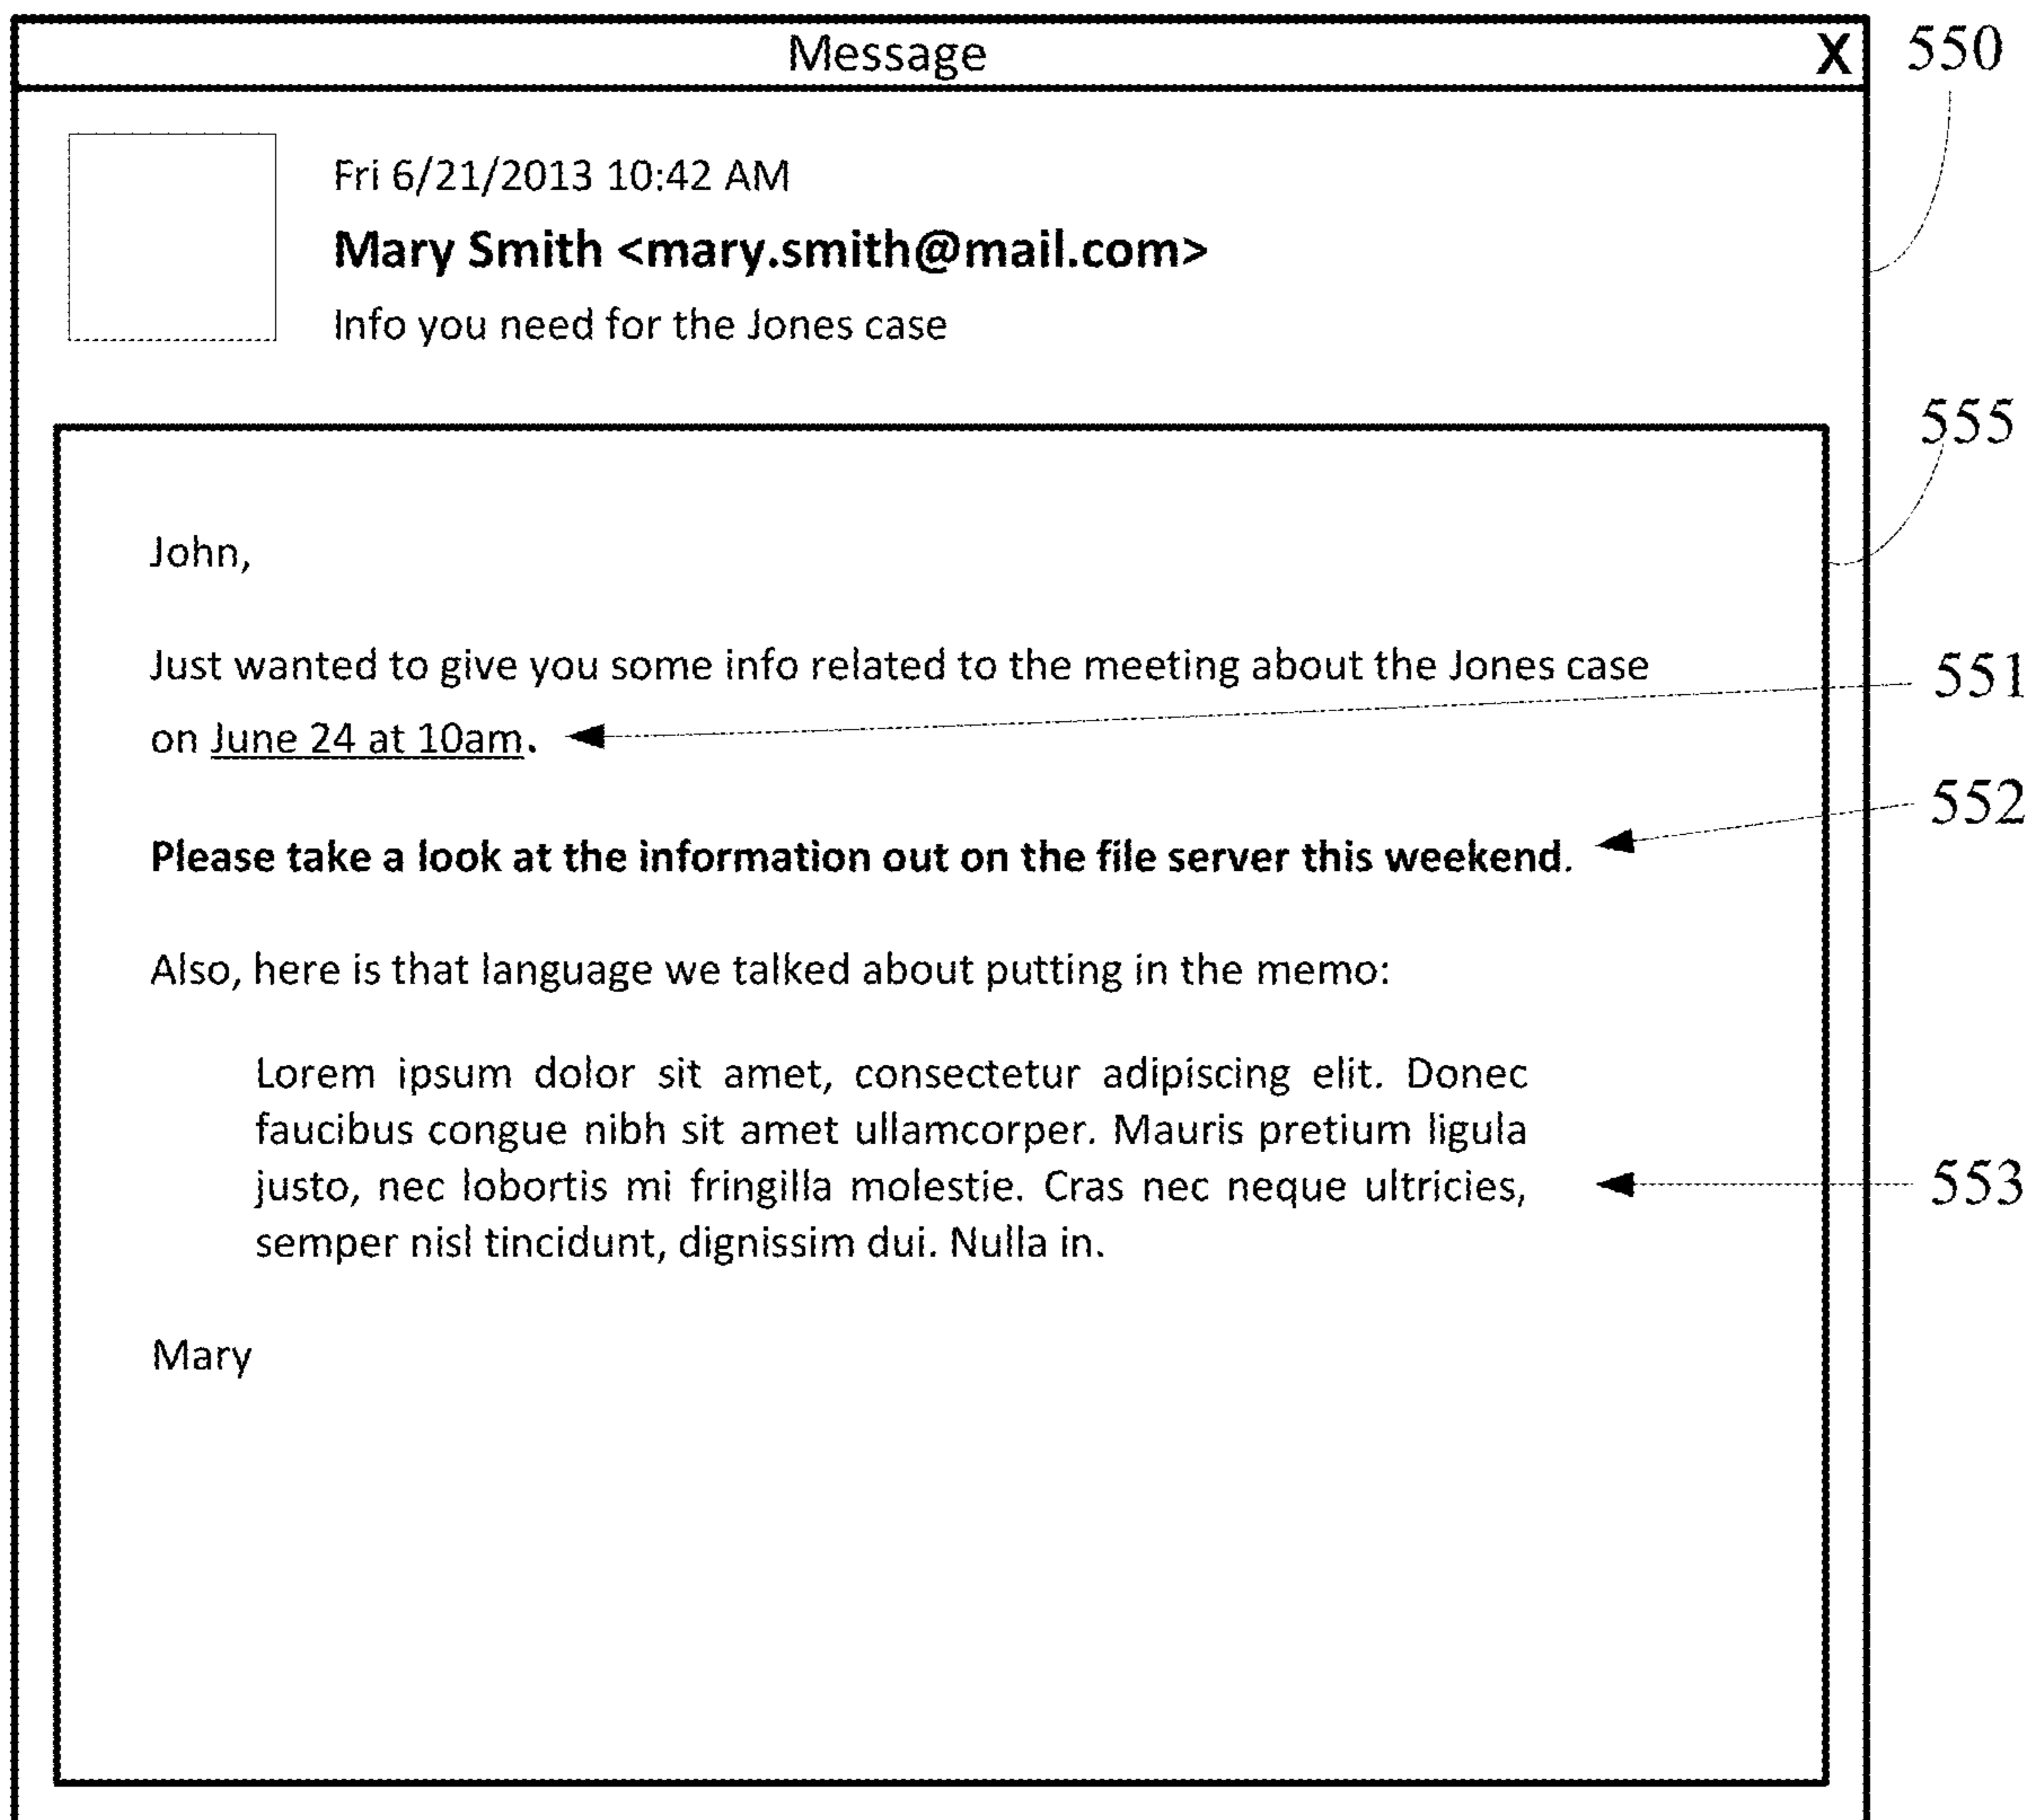 Message X 550
Fri 6/21/2013 10:42 AM
Mary Smith <mary.smith@mail.com>
Info you need for the Jones case
555
John,
Just wanted to give you some info related to the meeting about the Jones case
551
on June 24 at 10am.
552
Please take a look at the information out on the file server this weekend.
Also, here is that language we talked about putting in the memo:
Lorem ipsum dolor sit amet, consectetur adipiscing elit. Donec
faucibus congue nibh sit amet ullamcorper. Mauris pretium ligula
justo, nec lobortis mi fringilla molestie. Cras nec neque ultricies,
553
semper nisl tincidunt, dignissim dui. Nulla in.
Mary